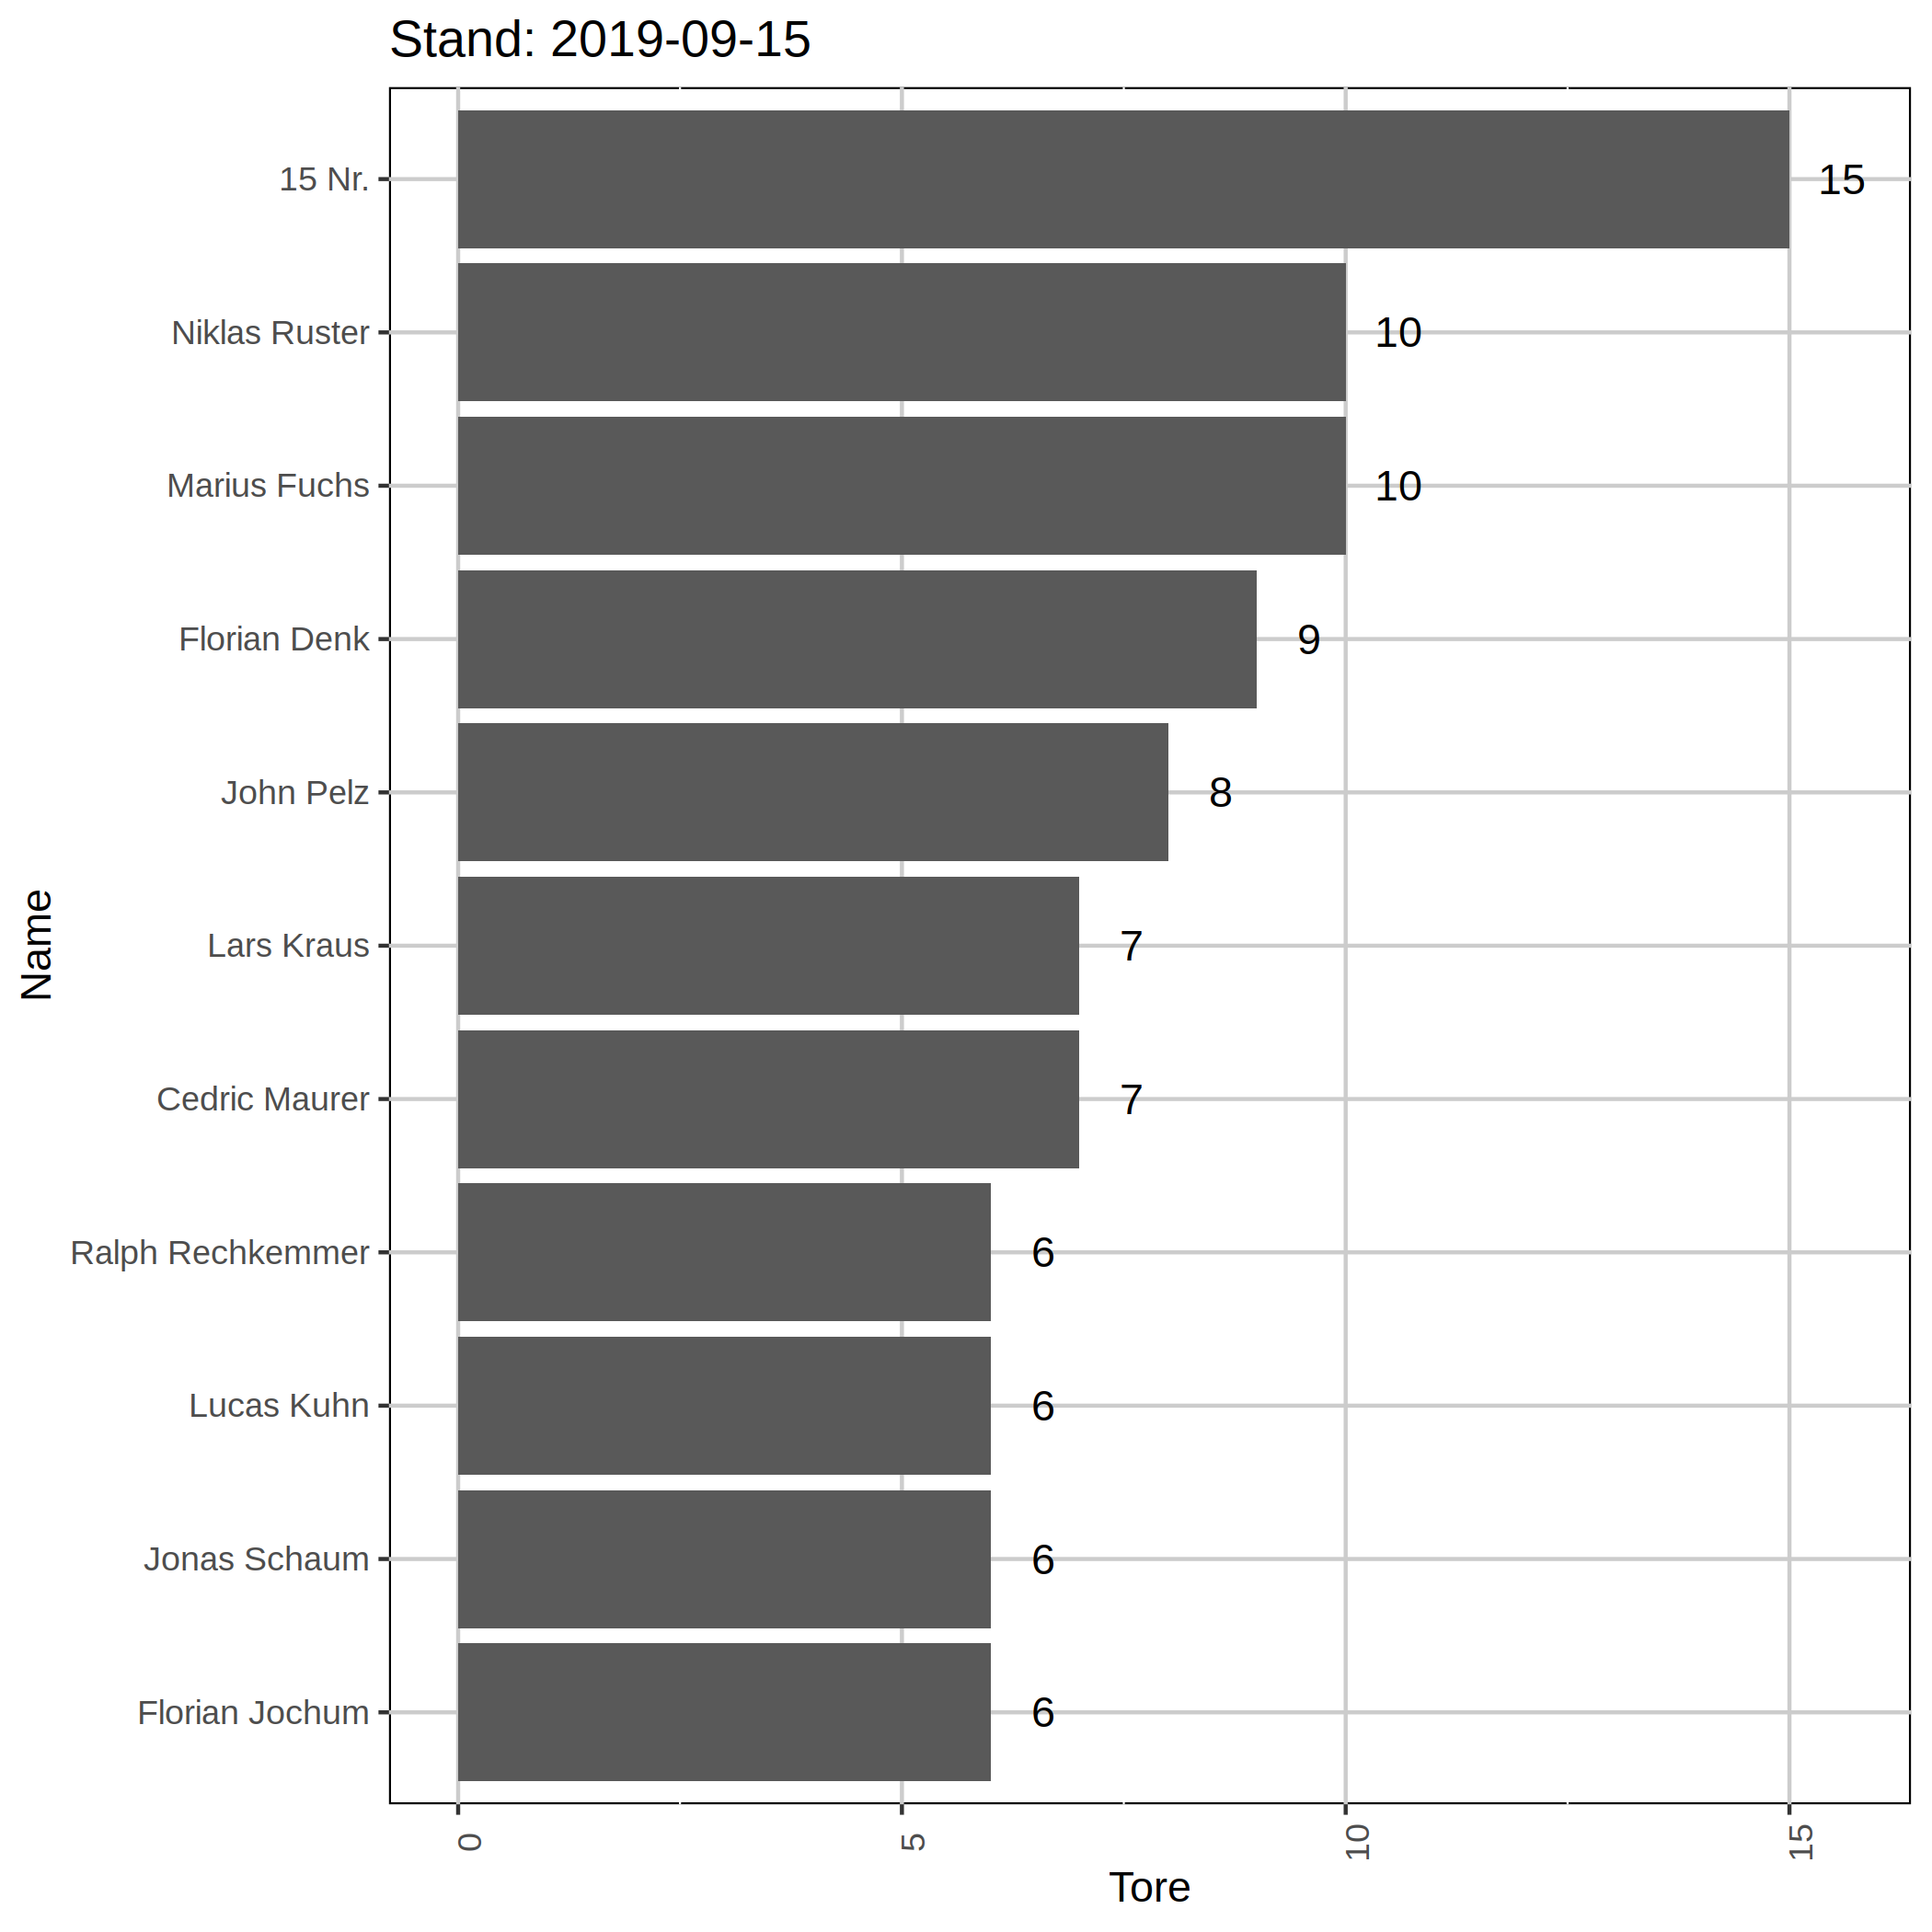 Stand: 2019-09-15
15 Nr.
15
Niklas Ruster
10
Marius Fuchs
10
Florian Denk
9
John Pelz
8
Lars Kraus
7
Cedric Maurer
7
Ralph Rechkemmer
6
Lucas Kuhn
6
Jonas Schaum
6
Florian Jochum
6
Name
0
5
10
15
Tore